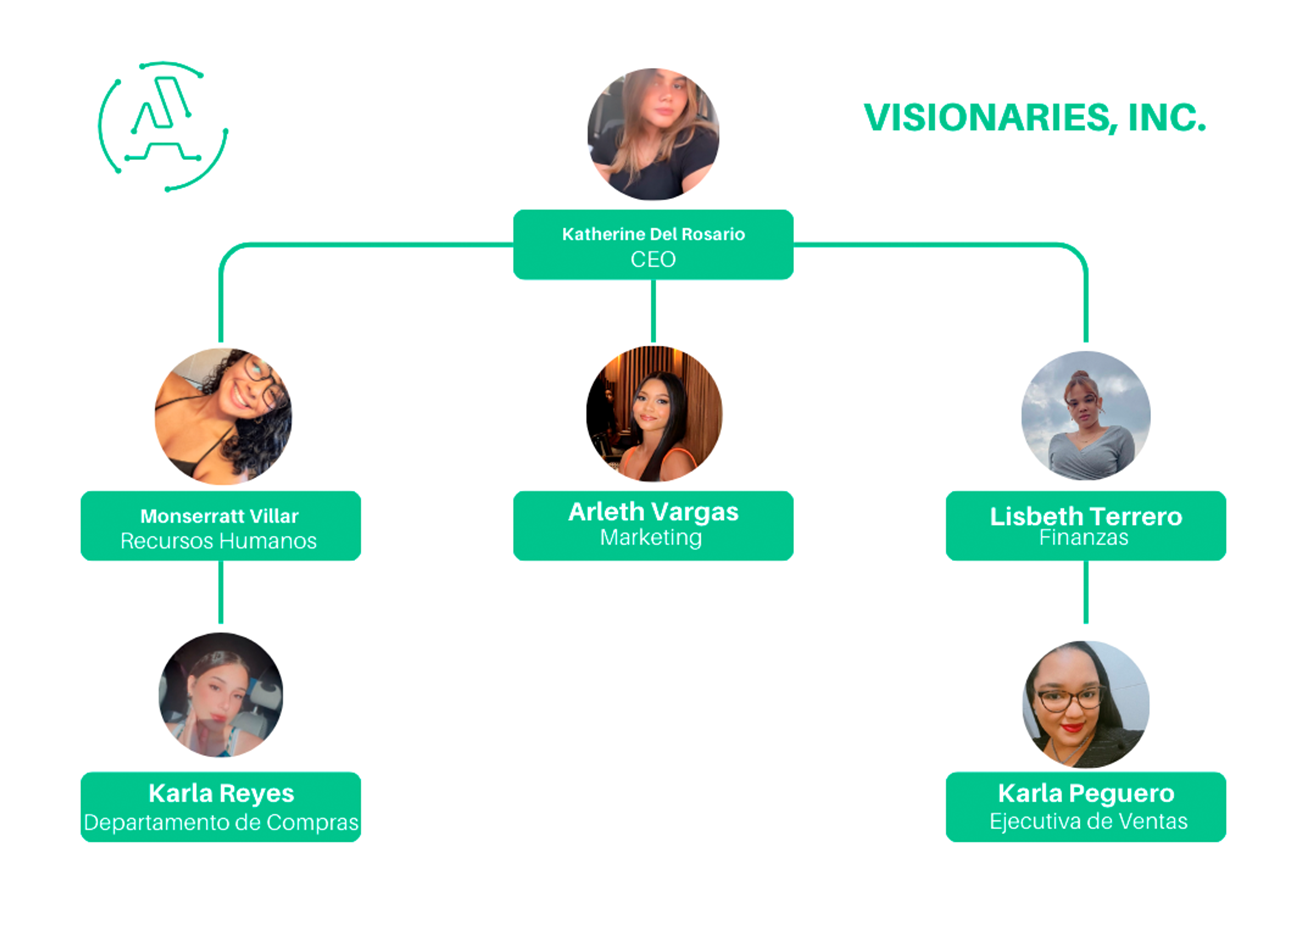 VISIONARIES, INC.
Katherine Del Rosario
CEO
Monserratt Villar
Recursos Humanos
Arleth Vargas
Marketing
Lisbeth Terrero
Finanzas
Karla Reyes
Departamento de Compras
Karla Peguero
Ejecutiva de Ventas